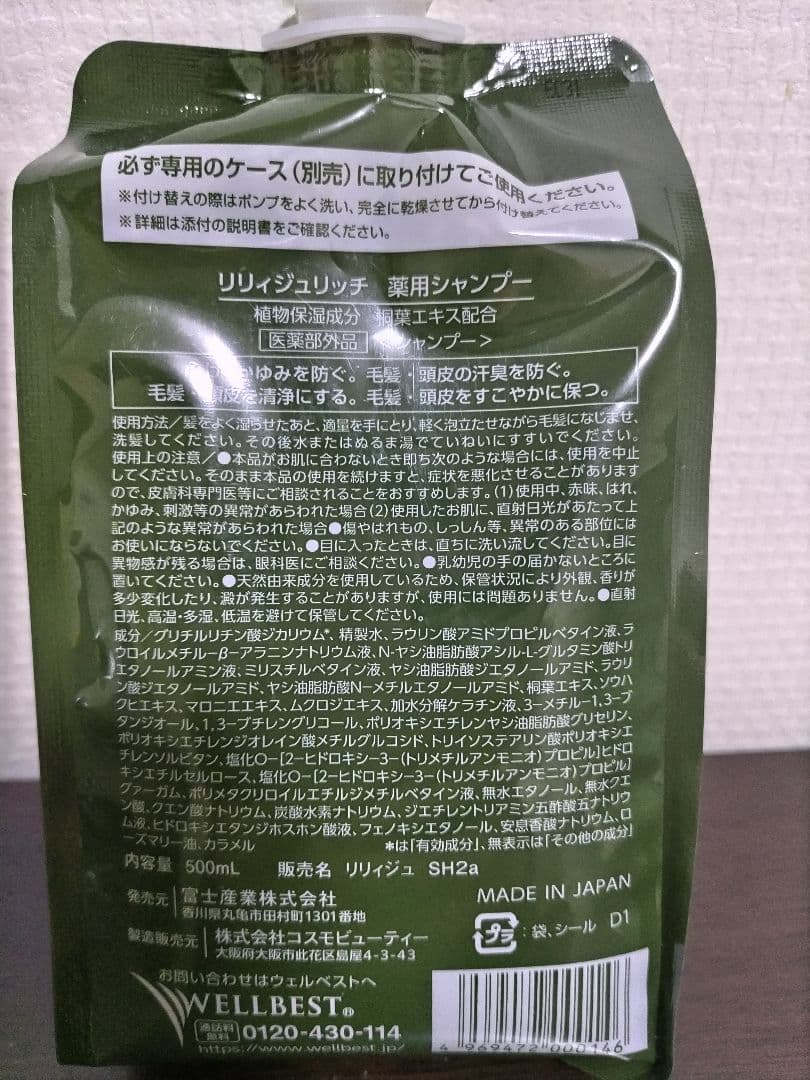 EC31
必ず専用のケース(別売)に取り付けてご使用ください。
※付け替えの際はポンプをよく洗い、完全に乾燥させてから付け替えてください。
※詳細は添付の説明書をご確認ください。
リリィジュリッチ 薬用シャンプー
植物保湿成分 桐葉エキス配合
医薬部外品 シャンプー>
かゆみを防ぐ。毛髪・頭皮の汗臭を防ぐ。
毛髪・頭皮を清浄にする。毛髪・頭皮をすこやかに保つ。
使用方法/髪をよく湿らせたあと、適量を手にとり、軽く泡立たせながら毛髪になじませ、
洗髪してください。その後水またはぬるま湯でていねいにすすいでください。
使用上の注意/●本品がお肌に合わないとき即ち次のような場合には、使用を中止
してください。そのまま本品の使用を続けますと、症状を悪化させることがあります
ので、皮膚科専門医等にご相談されることをおすすめします。(1)使用中、赤味、はれ、
かゆみ、刺激等の異常があらわれた場合(2)使用したお肌に、直射日光があたって上
記のような異常があらわれた場合●傷やはれもの、しっしん等、異常のある部位には
お使いにならないでください。●目に入ったときは、直ちに洗い流してください。目に
異物感が残る場合は、眼科医にご相談ください。●乳幼児の手の届かないところに
置いてください。●天然由来成分を使用しているため、保管状況により外観、香りが
多少変化したり、澱が発生することがありますが、使用には問題ありません。●直射
日光、高温・多湿、低温を避けて保管してください。
成分/グリチルリチン酸ジカリウム*、精製水、ラウリン酸アミドプロピルベタイン液、ラ
ウロイルメチル-β-アラニンナトリウム液、N-ヤシ油脂肪酸アシル-L-グルタミン酸トリ
エタノールアミン液、ミリスチルベタイン液、ヤシ油脂肪酸ジエタノールアミド、ラウリ
ン酸ジエタノールアミド、ヤシ油脂肪酸N-メチルエタノールアミド、桐葉エキス、ソウハ
クヒエキス、マロニエエキス、ムクロジエキス、加水分解ケラチン液、3-メチル-1,3-ブ
タンジオール、1,3-ブチレングリコール、ポリオキシエチレンヤシ油脂肪酸グリセリン、
ポリオキシエチレンジオレイン酸メチルグルコシド、トリイソステアリン酸ポリオキシエ
チレンソルビタン、塩化O-[2-ヒドロキシ-3-(トリメチルアンモニオ)プロピル]ヒドロ
キシエチルセルロース、塩化O-[2-ヒドロキシ-3-(トリメチルアンモニオ)プロピル]
グァーガム、ポリメタクリロイルエチルジメチルベタイン液、無水エタノール、無水クエ
ン酸、クエン酸ナトリウム、炭酸水素ナトリウム、ジエチレントリアミン五酢酸五ナトリウ
ム液、ヒドロキシエタンジホスホン酸液、フェノキシエタノール、安息香酸ナトリウム、ロ
ーズマリー油、カラメル *は「有効成分」、無表示は「その他の成分」
内容量 500mL 販売名 リリィジュ SH2a
発売元 富士産業株式会社
香川県丸亀市田村町1301番地
MADE IN JAPAN
製造販売元 株式会社コスモビューティー
大阪府大阪市此花区島屋4-3-43
プラ :袋、シール D1
お問い合わせはウェルベストへ
WELLBEST®
通話料無料 0120-430-114
https://www.wellbest.jp/
4 969472 000146